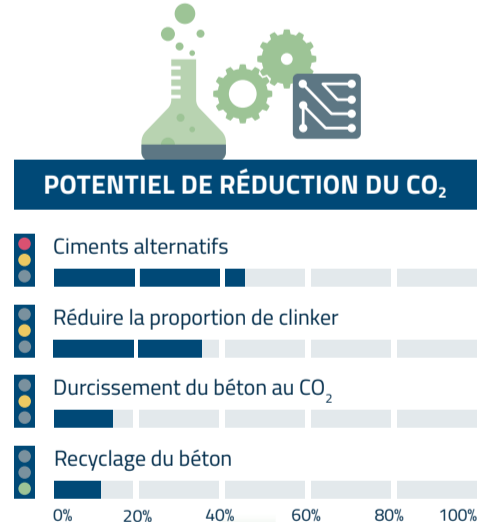 POTENTIEL DE RÉDUCTION DU CO₂
Ciments alternatifs
Réduire la proportion de clinker
Durcissement du béton au CO₂
Recyclage du béton
0% 20% 40% 60% 80% 100%